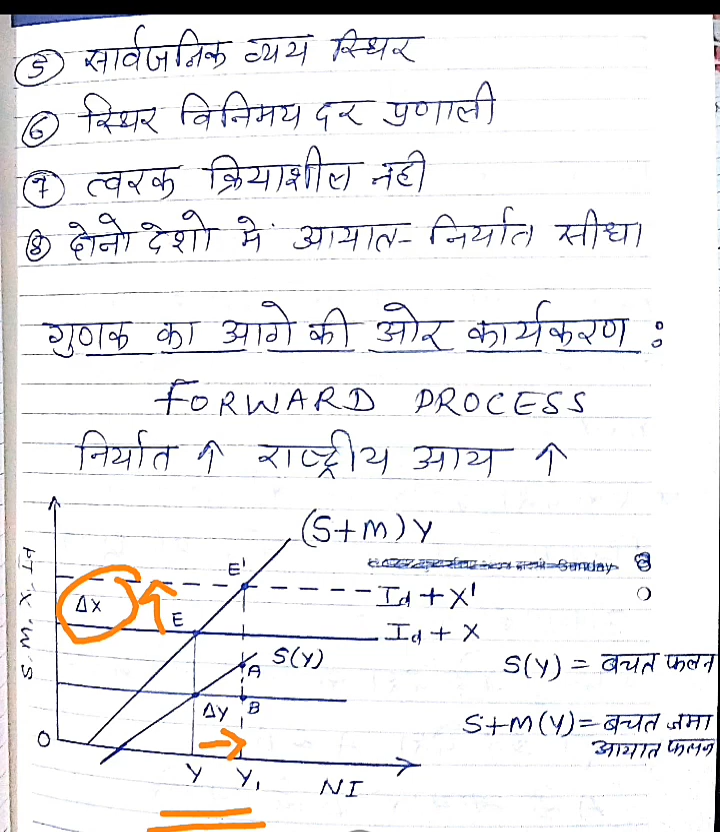 ⑤ सार्वजनिक व्यय स्थिर
⑥ स्थिर विनिमय दर प्रणाली
⑦ त्वरक क्रियाशील नही
⑧ दोनो देशो में आयात- निर्यात सीधा
गुणक का आगे की ओर कार्यकरण :
FORWARD PROCESS
निर्यात ↑ राष्ट्रीय आय ↑
(S+M)Y
Sunday
E'
Id + X'
ΔX
E
Id + X
S, M, X, Id
S(Y)
A
S(Y) = बचत फलन
ΔY B
S+M(Y)= बचत जमा
आयात फलन
O
Y Y₁ NI